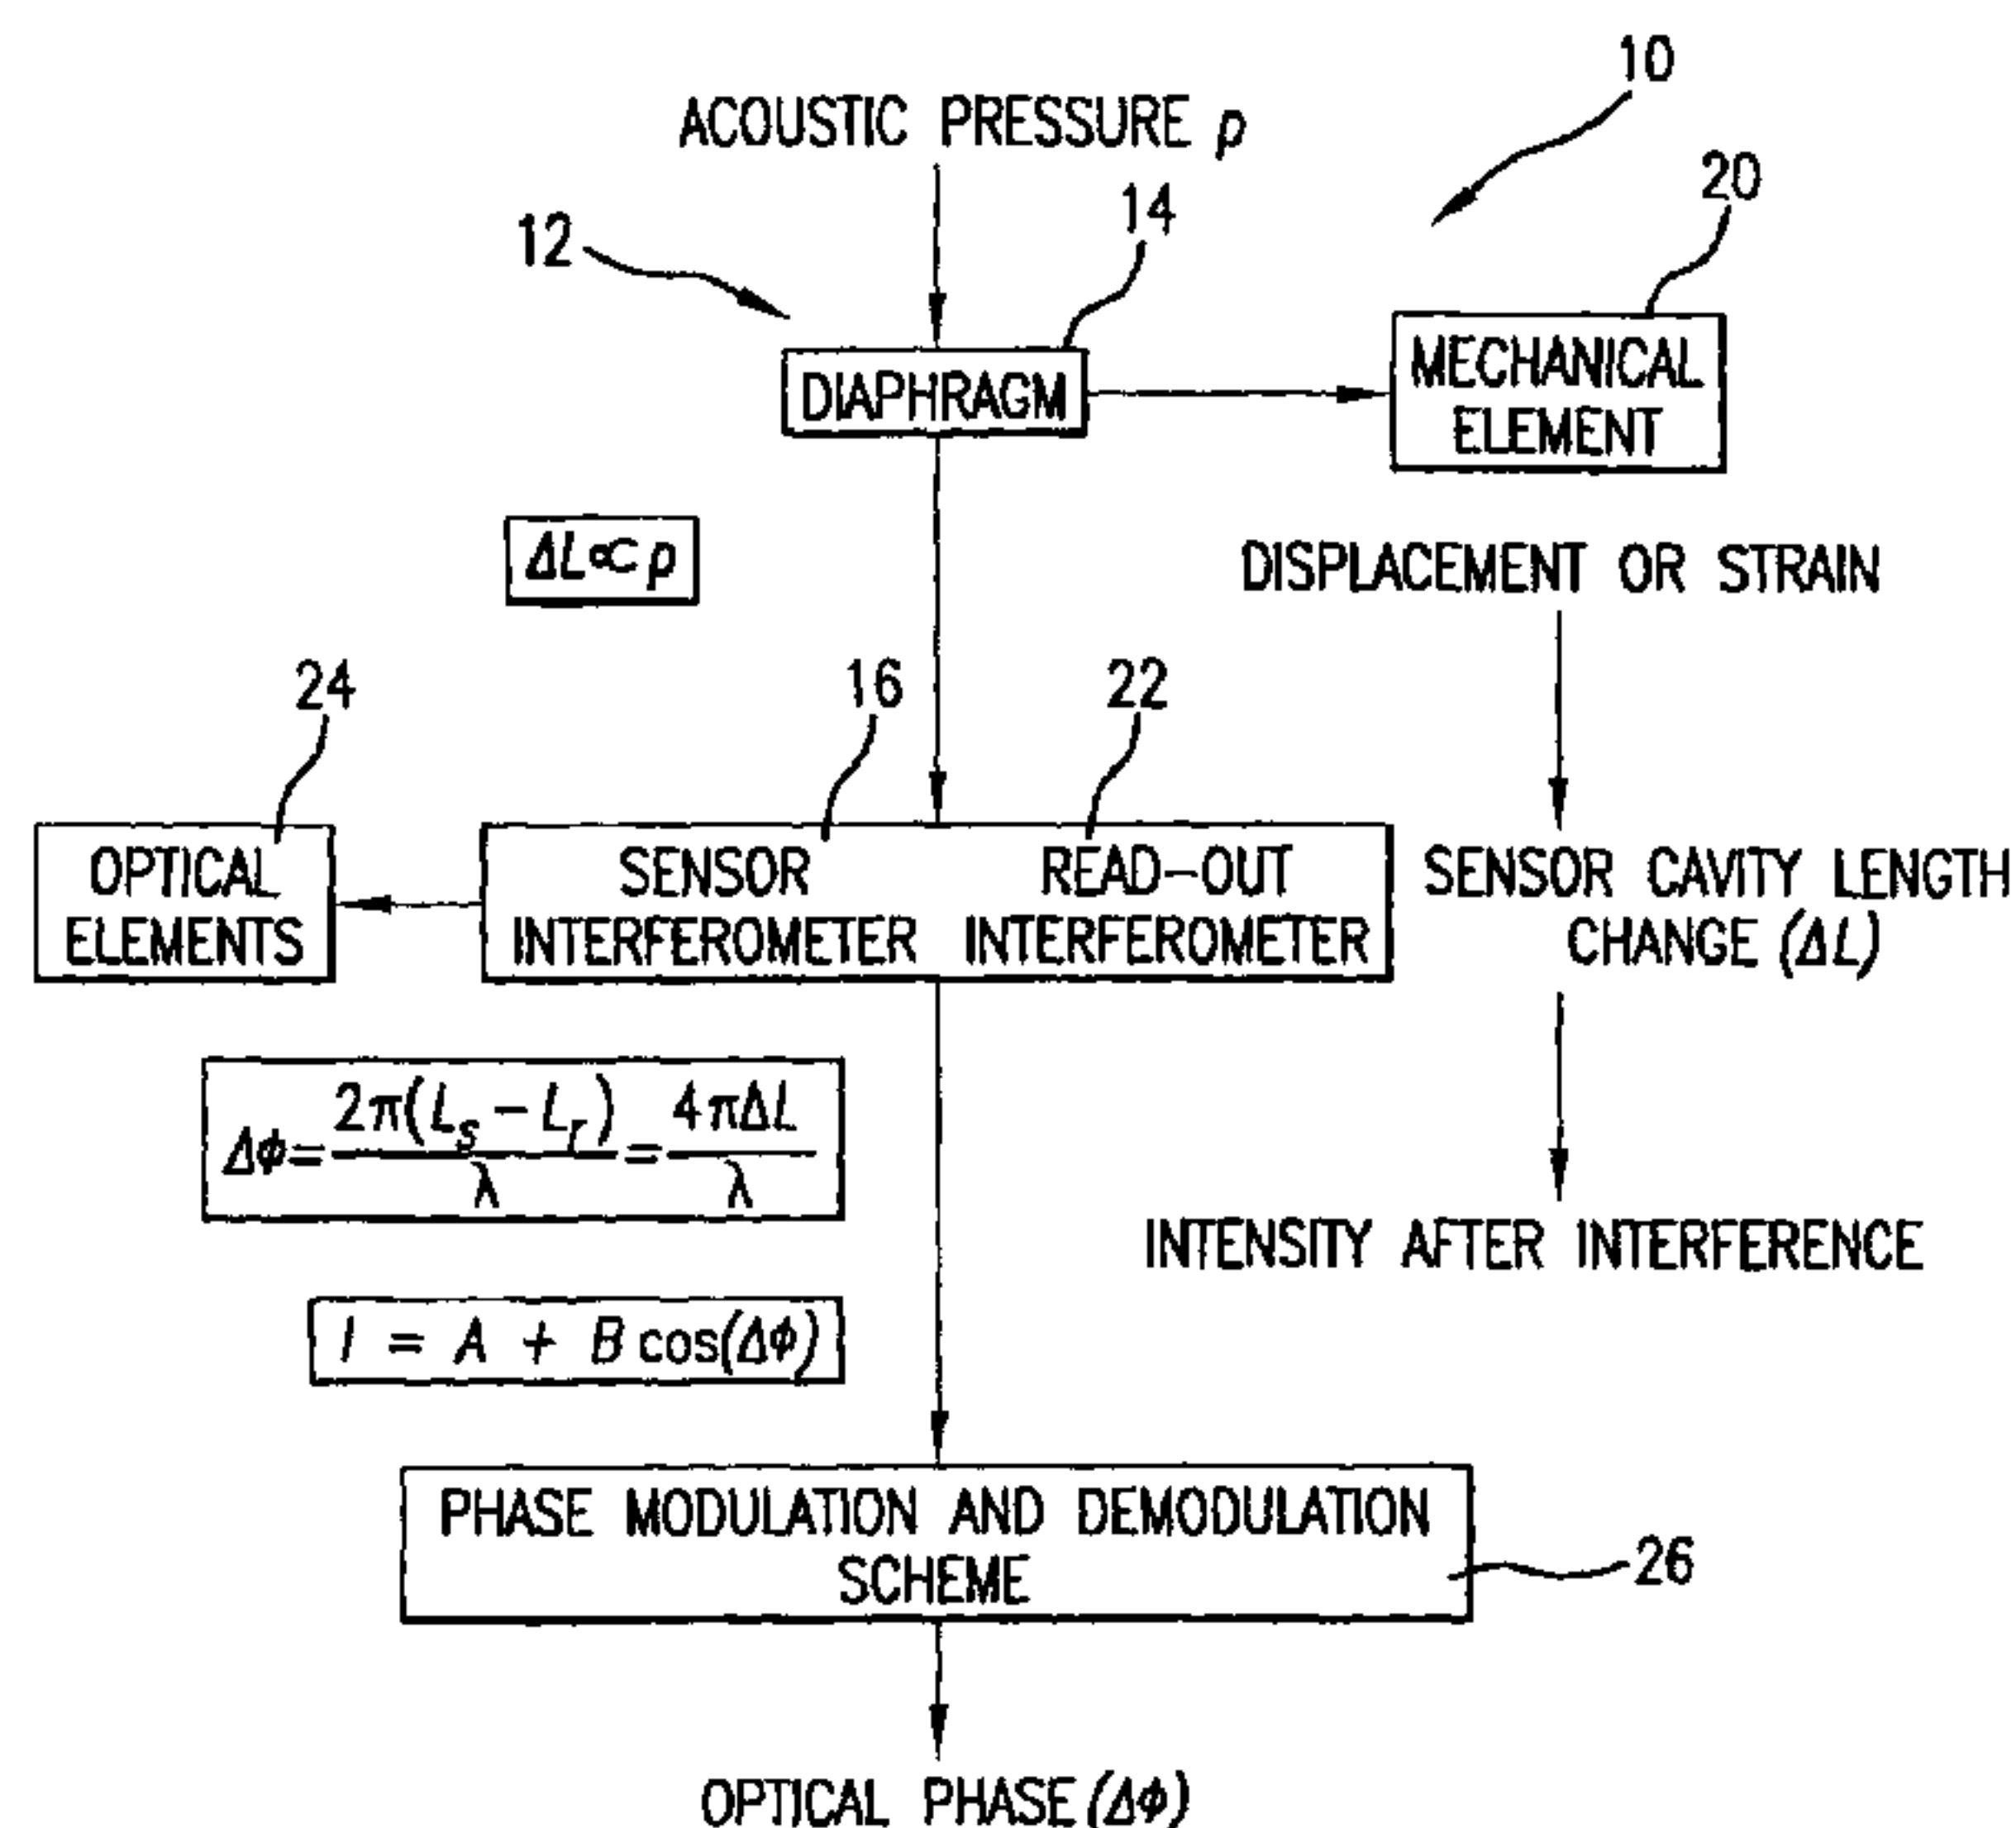 10
ACOUSTIC PRESSURE p
20
14
12
DIAPHRAGM
MECHANICAL
ELEMENT
ΔL∝p
DISPLACEMENT OR STRAIN
24
16
22
OPTICAL
ELEMENTS
SENSOR
INTERFEROMETER
READ-OUT
INTERFEROMETER
SENSOR CAVITY LENGTH
CHANGE (ΔL)
Δϕ=2π(Ls-Lr)/λ=4πΔL/λ
INTENSITY AFTER INTERFERENCE
I = A + B cos(Δϕ)
PHASE MODULATION AND DEMODULATION
SCHEME
26
OPTICAL PHASE (Δϕ)